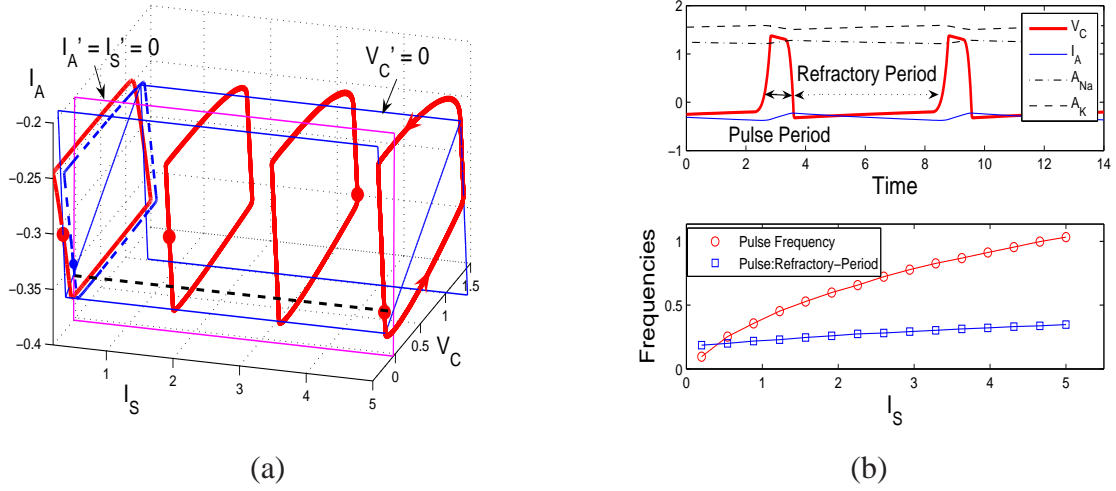 I_A' = I_S' = 0
V_C' = 0
I_A
−0.2
−0.25
−0.3
−0.35
−0.4
1
2
3
4
5
I_S
0
0.5
1
1.5
V_C
(a)
2
1
0
−1
Refractory Period
Pulse Period
V_C
I_A
A_Na
A_K
0 2 4 6 8 10 12 14
Time
Frequencies
1
0.5
0
Pulse Frequency
Pulse:Refractory−Period
0 1 2 3 4 5 6
I_S
(b)